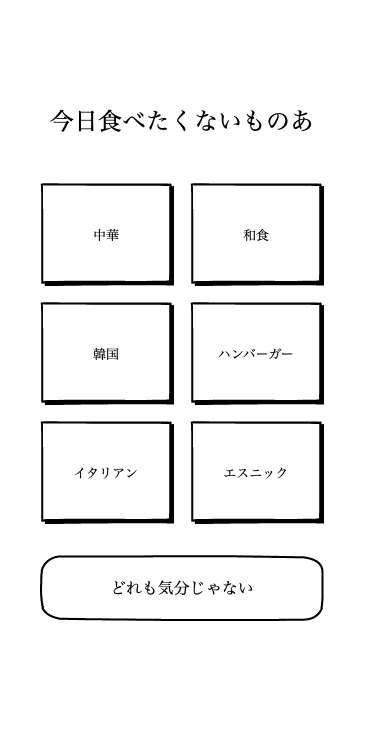 今日食べたくないものあ
中華
和食
韓国
ハンバーガー
イタリアン
エスニック
どれも気分じゃない